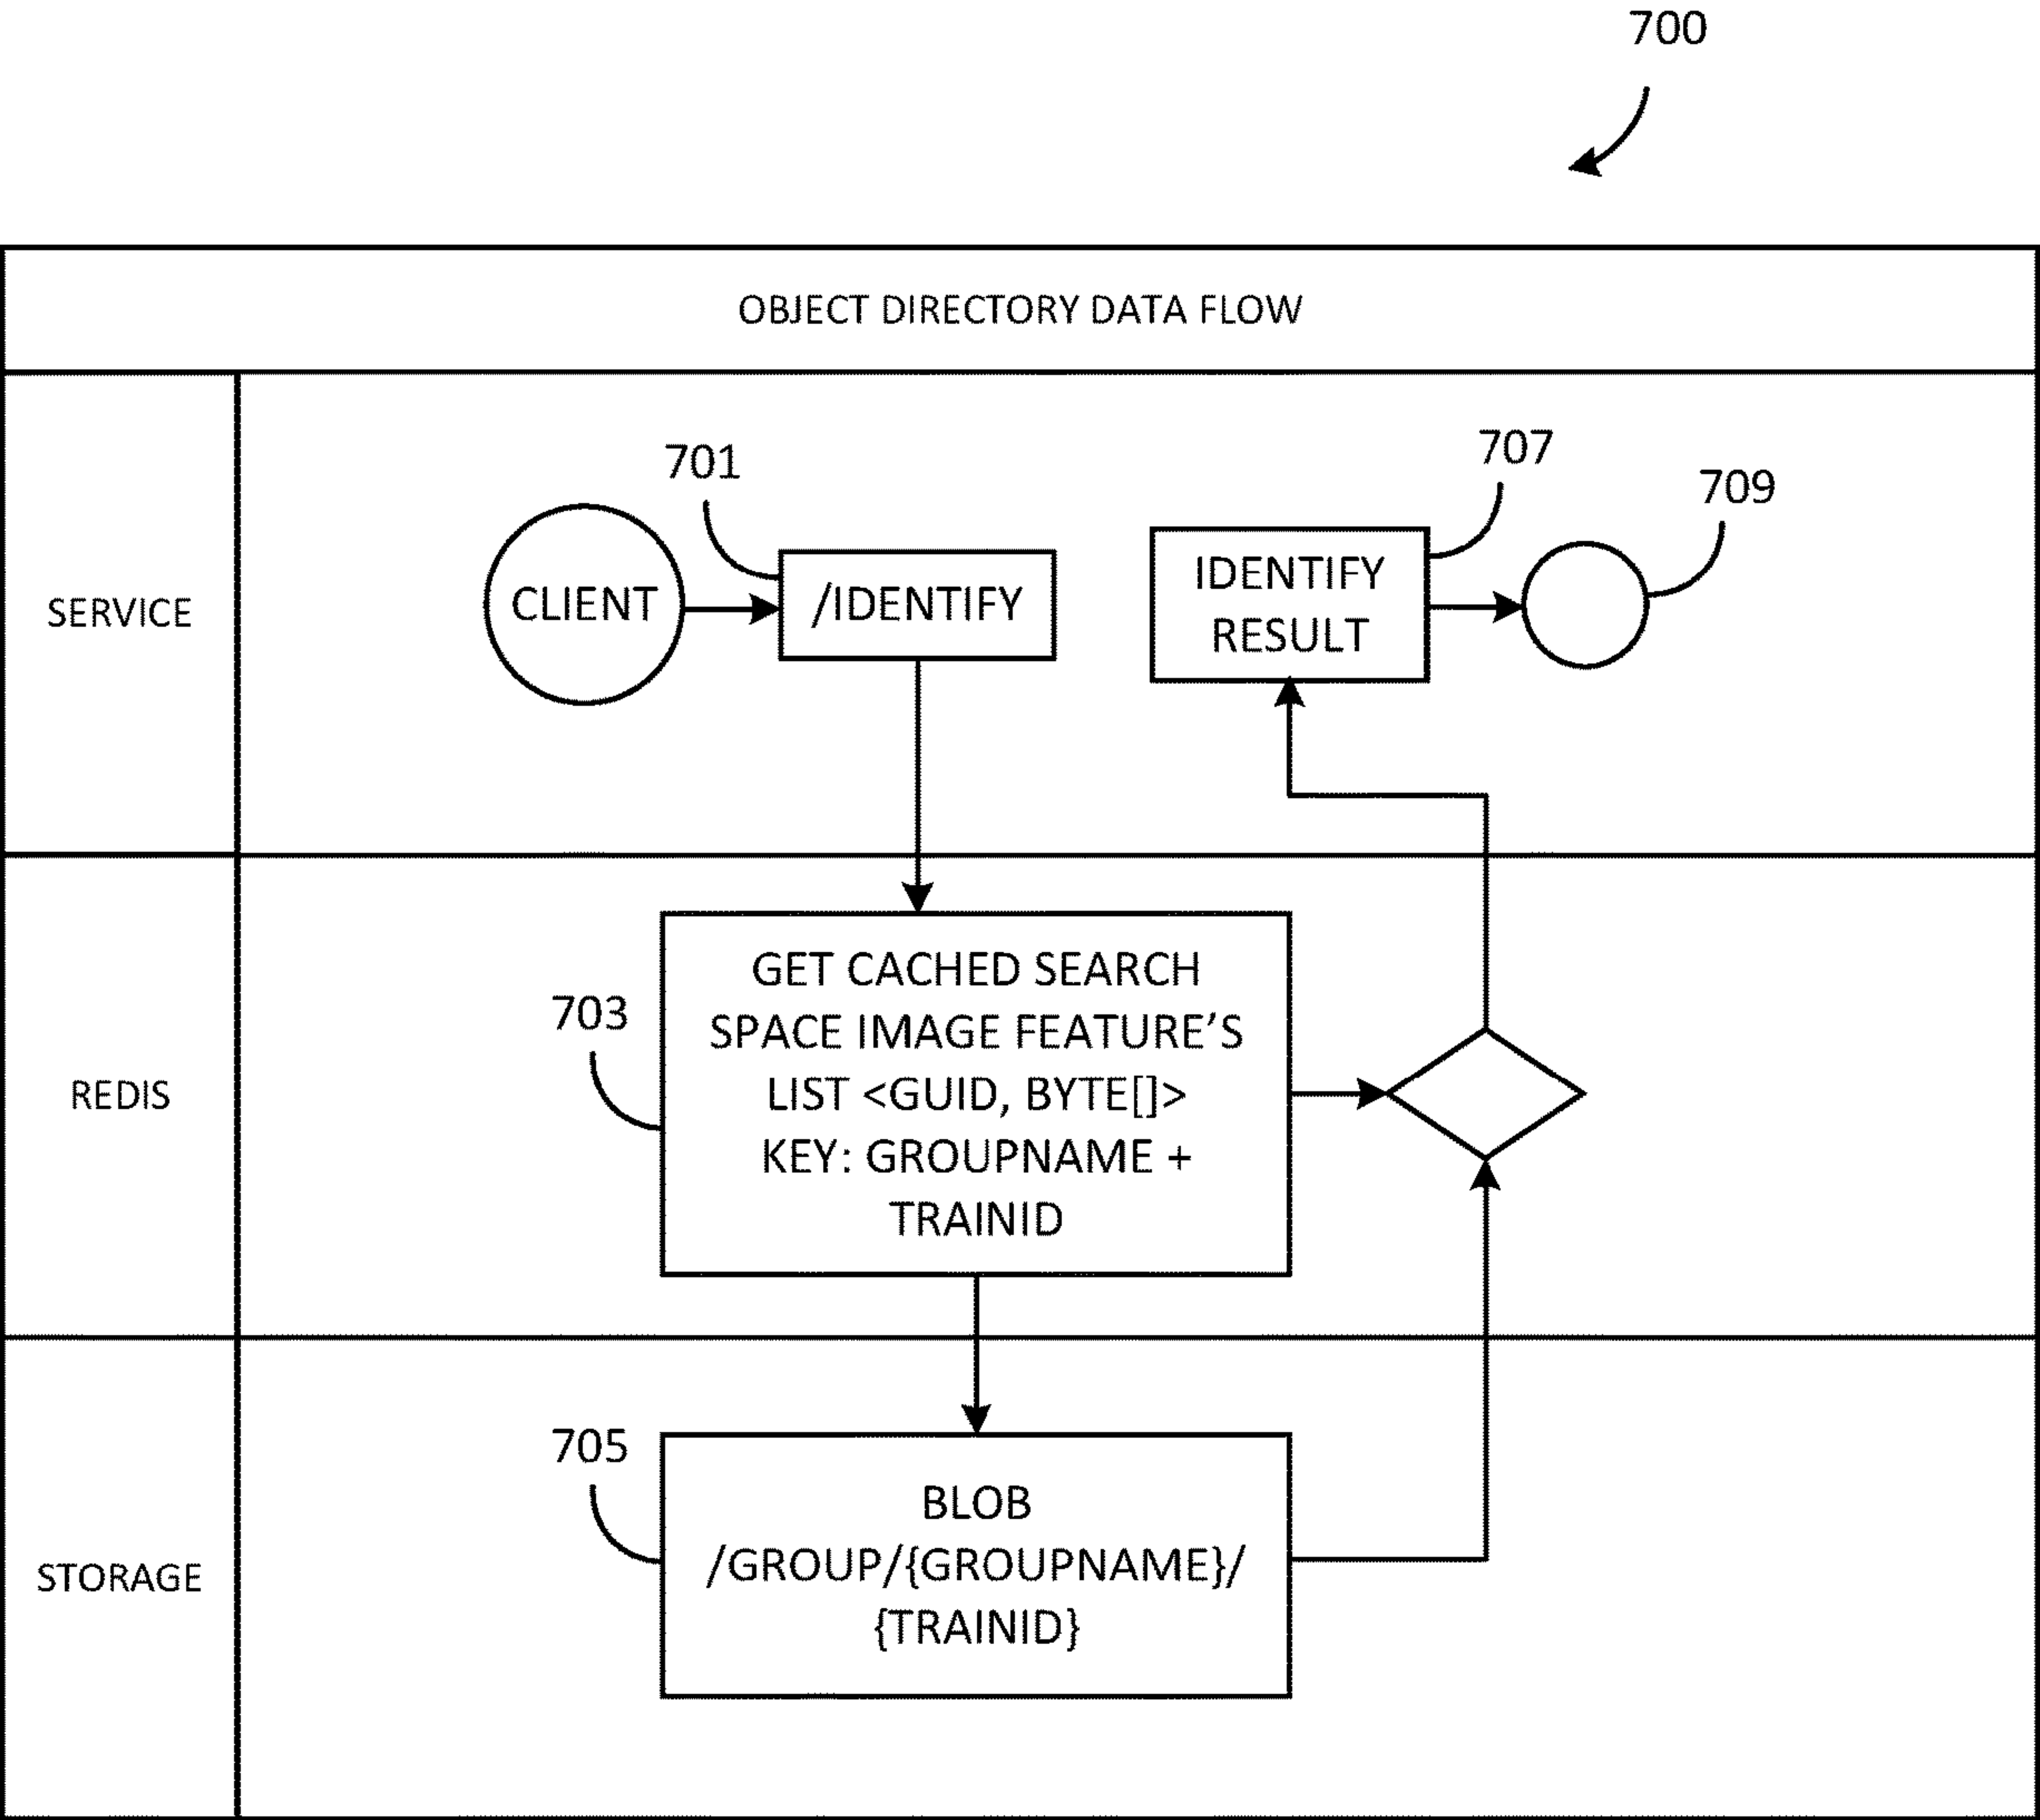 700
OBJECT DIRECTORY DATA FLOW
SERVICE
CLIENT
701
/IDENTIFY
707
IDENTIFY
RESULT
709
REDIS
703
GET CACHED SEARCH
SPACE IMAGE FEATURE’S
LIST <GUID, BYTE[]>
KEY: GROUPNAME +
TRAINID
STORAGE
705
BLOB
/GROUP/{GROUPNAME}/
{TRAINID}